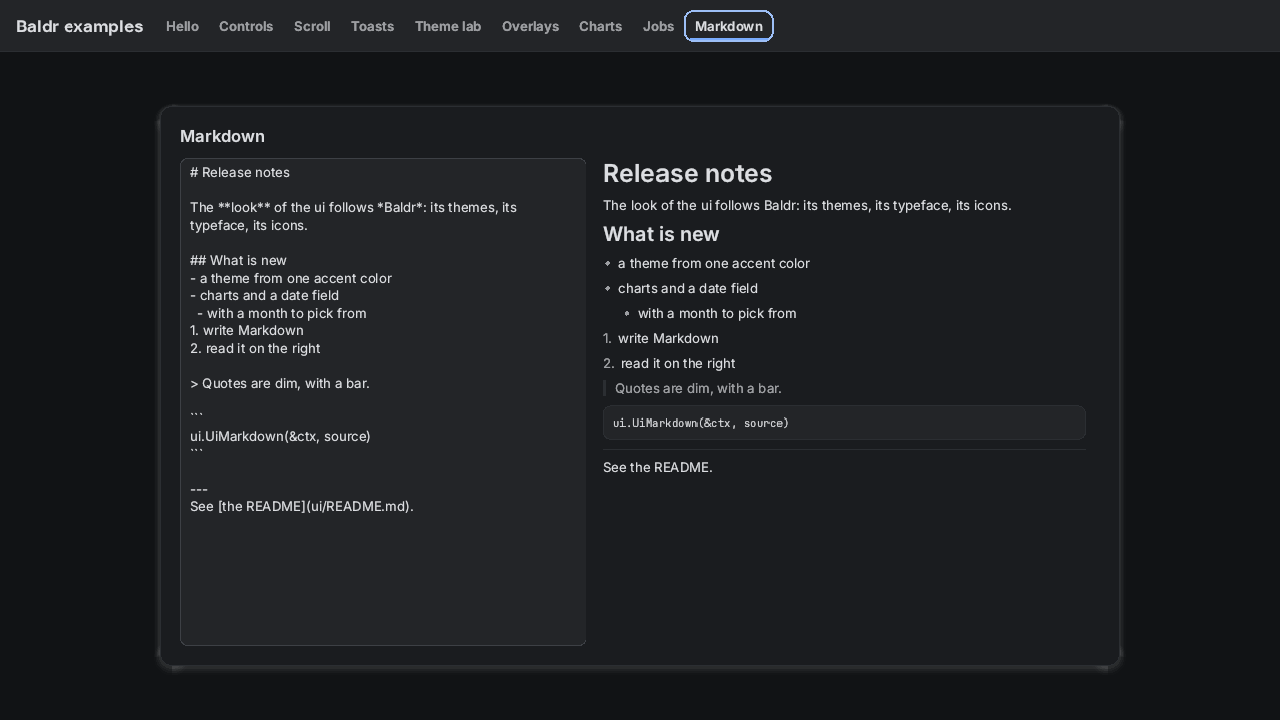 Baldr examples Hello Controls Scroll Toasts Theme lab Overlays Charts Jobs Markdown
Markdown
# Release notes
The **look** of the ui follows *Baldr*: its themes, its
typeface, its icons.
## What is new
- a theme from one accent color
- charts and a date field
- with a month to pick from
1. write Markdown
2. read it on the right
> Quotes are dim, with a bar.
```
ui.UiMarkdown(&ctx, source)
```
---
See [the README](ui/README.md).
Release notes
The look of the ui follows Baldr: its themes, its typeface, its icons.
What is new
• a theme from one accent color
• charts and a date field
• with a month to pick from
1. write Markdown
2. read it on the right
Quotes are dim, with a bar.
ui.UiMarkdown(&ctx, source)
See the README.